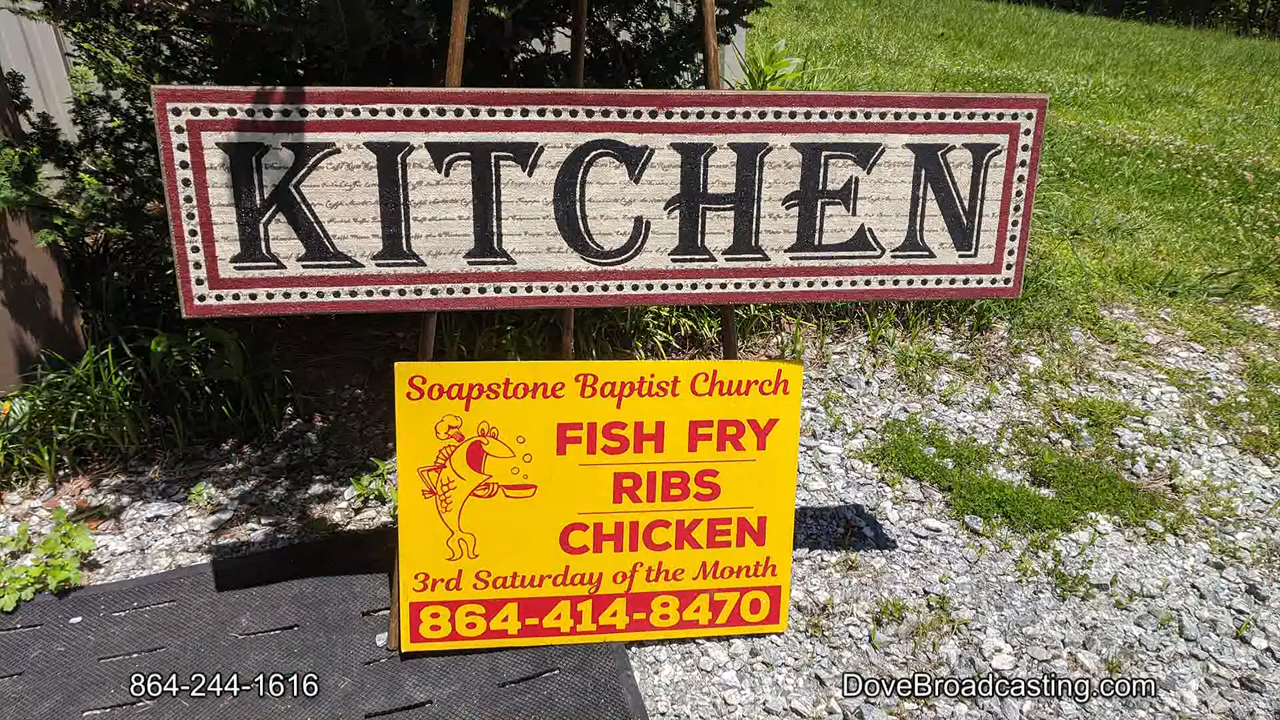 KITCHEN
Soapstone Baptist Church
FISH FRY
RIBS
CHICKEN
3rd Saturday of the Month
864-414-8470
864-244-1616
DoveBroadcasting.com